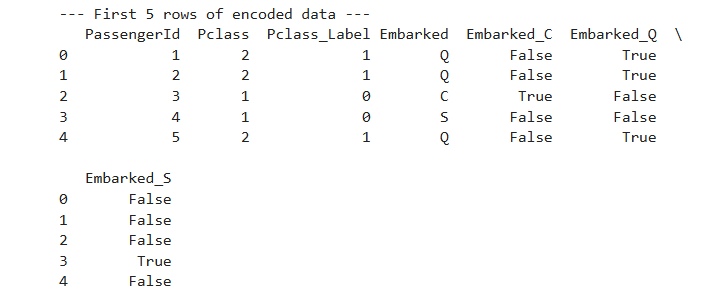 --- First 5 rows of encoded data ---
PassengerId Pclass Pclass_Label Embarked Embarked_C Embarked_Q \
0 1 2 1 Q False True
1 2 2 1 Q False True
2 3 1 0 C True False
3 4 1 0 S False False
4 5 2 1 Q False True
Embarked_S
0 False
1 False
2 False
3 True
4 False